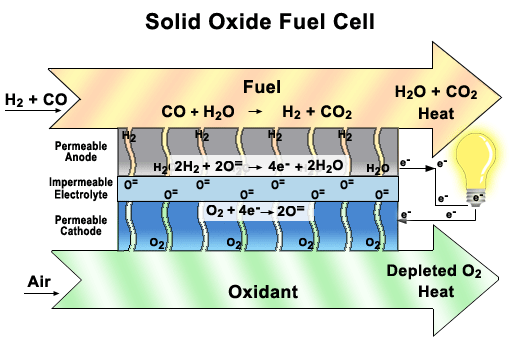 Solid Oxide Fuel Cell
Fuel
H2 + CO
CO + H2O → H2 + CO2
H2O + CO2
Heat
H2 H2 H2 H2
Permeable
Anode
H2O 2H2 + 2O= → 4e- + 2H2O H2O
e- e-
Impermeable
Electrolyte
O= O= O= O=
O= O= O= O=
e-
Permeable
Cathode
O2 + 4e- → 2O=
e- e-
O2 O2 O2 O2
Air
Oxidant
Depleted O2
Heat